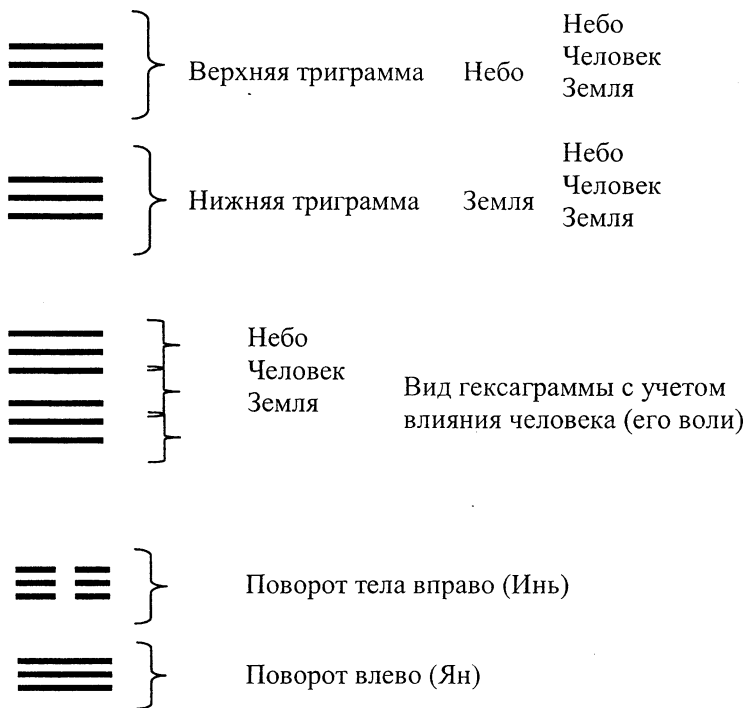 Верхняя триграмма Небо
Небо
Человек
Земля
Нижняя триграмма Земля
Небо
Человек
Земля
Небо
Человек
Земля
Вид гексаграммы с учетом
влияния человека (его воли)
Поворот тела вправо (Инь)
Поворот влево (Ян)